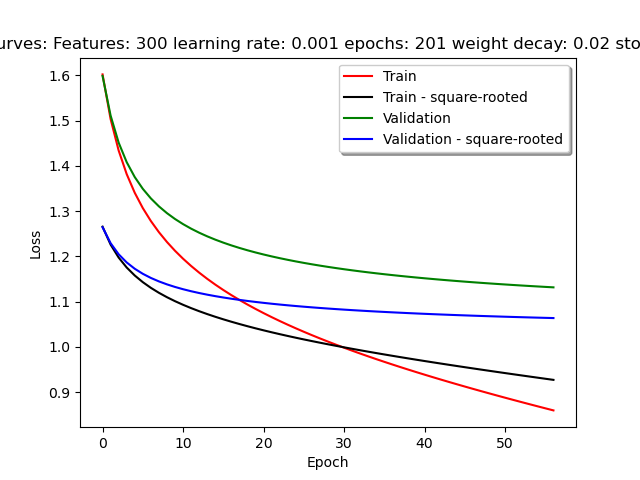 urves: Features: 300 learning rate: 0.001 epochs: 201 weight decay: 0.02 sto
Train
Train - square-rooted
Validation
Validation - square-rooted
Loss
1.6
1.5
1.4
1.3
1.2
1.1
1.0
0.9
0 10 20 30 40 50
Epoch